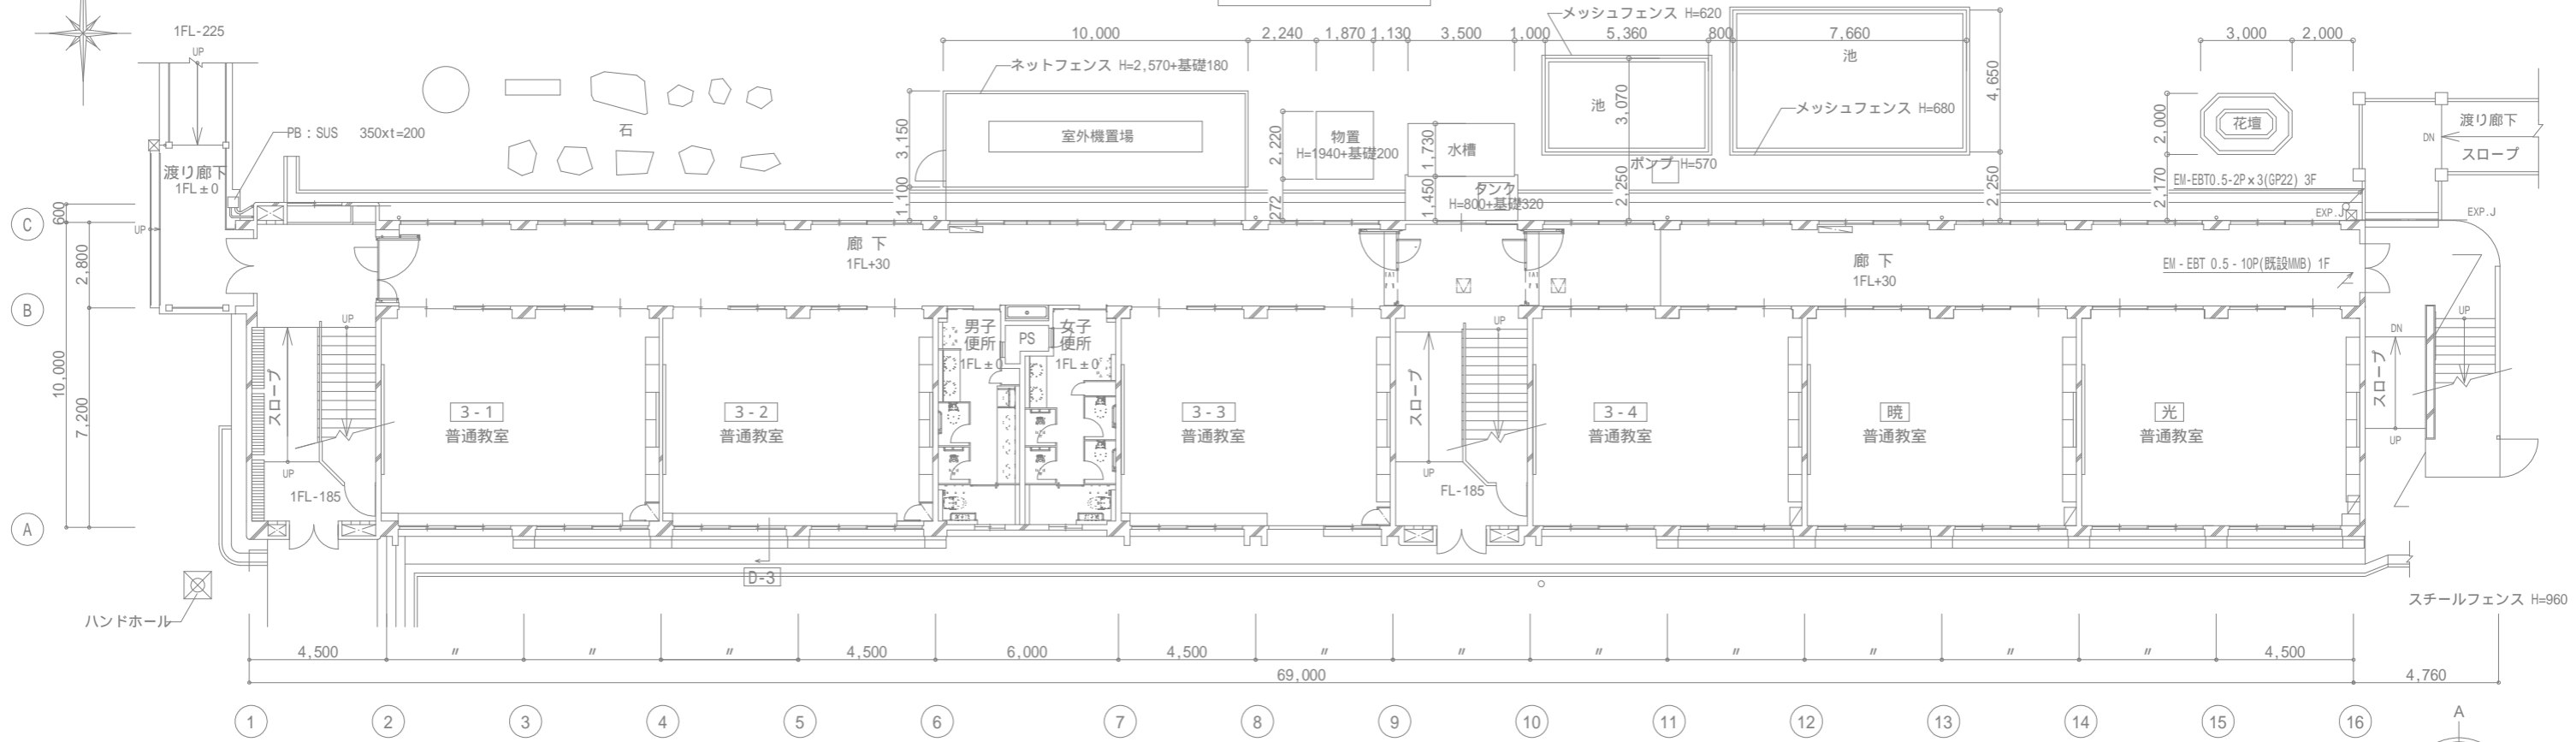 1FL-225
UP
PB：SUS　350xt=200
渡り廊下
1FL±0
UP
石
10,000
2,240
1,870
1,130
3,500
1,000
5,360
800
7,660
3,000
2,000
メッシュフェンス H=620
ネットフェンス H=2,570+基礎180
室外機置場
3,150
1,100
物置
H=1940+基礎200
2,220
272
水槽
1,730
1,450
タンク
H=800+基礎320
池
3,070
2,250
ポンプ H=570
池
メッシュフェンス H=680
4,650
2,250
花壇
2,000
2,170
渡り廊下
DN
スロープ
EM-EBT0.5-2P×3(GP22) 3F
EXP.J
EXP.J
C
B
A
600
2,800
10,000
7,200
廊 下
1FL+30
廊 下
1FL+30
EM-EBT 0.5-10P(既設MMB) 1F
UP
スロープ
UP
1FL-185
3-1
普通教室
3-2
普通教室
男子
便所
1FL±0
PS
女子
便所
1FL±0
3-3
普通教室
UP
スロープ
UP
FL-185
3-4
普通教室
暁
普通教室
光
普通教室
DN
スロープ
UP
UP
D-3
ハンドホール
スチールフェンス H=960
4,500
〃
〃
〃
4,500
6,000
4,500
〃
〃
〃
〃
〃
〃
〃
4,500
69,000
4,760
1
2
3
4
5
6
7
8
9
10
11
12
13
14
15
16
A